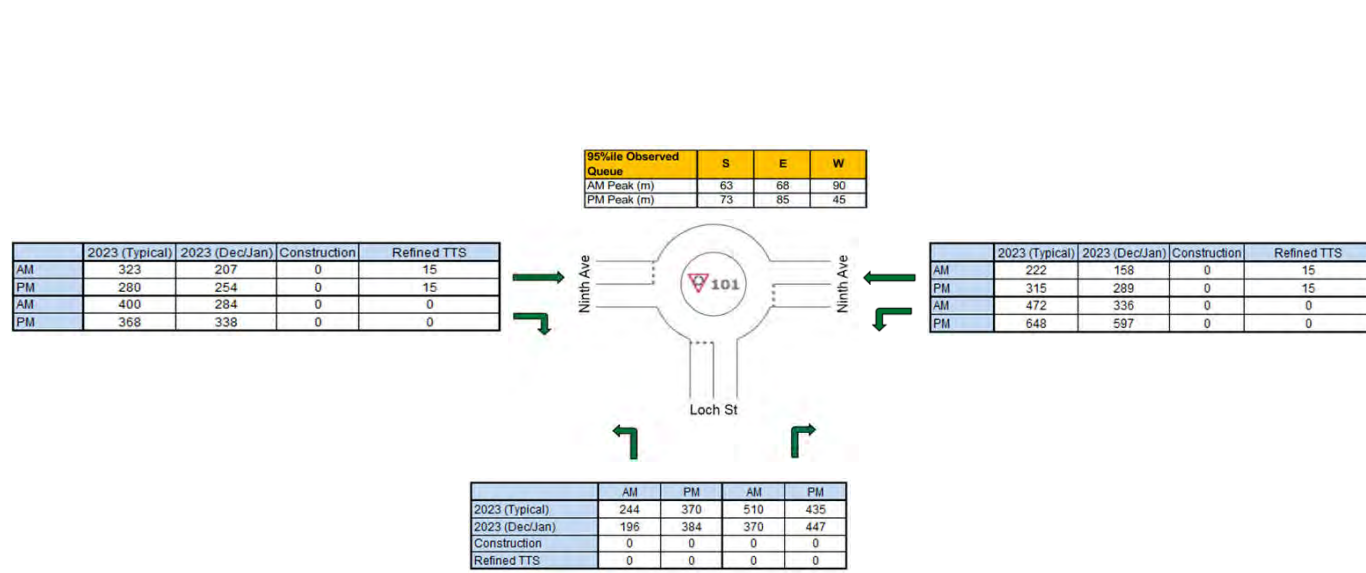 95%ile Observed Queue S E W
AM Peak (m) 63 68 90
PM Peak (m) 73 85 45
2023 (Typical) 2023 (Dec/Jan) Construction Refined TTS
AM 323 207 0 15
PM 280 254 0 15
AM 400 284 0 0
PM 368 338 0 0
Ninth Ave
101
Ninth Ave
2023 (Typical) 2023 (Dec/Jan) Construction Refined TTS
AM 222 158 0 15
PM 315 289 0 15
AM 472 336 0 0
PM 648 597 0 0
Loch St
AM PM AM PM
2023 (Typical) 244 370 510 435
2023 (Dec/Jan) 196 384 370 447
Construction 0 0 0 0
Refined TTS 0 0 0 0